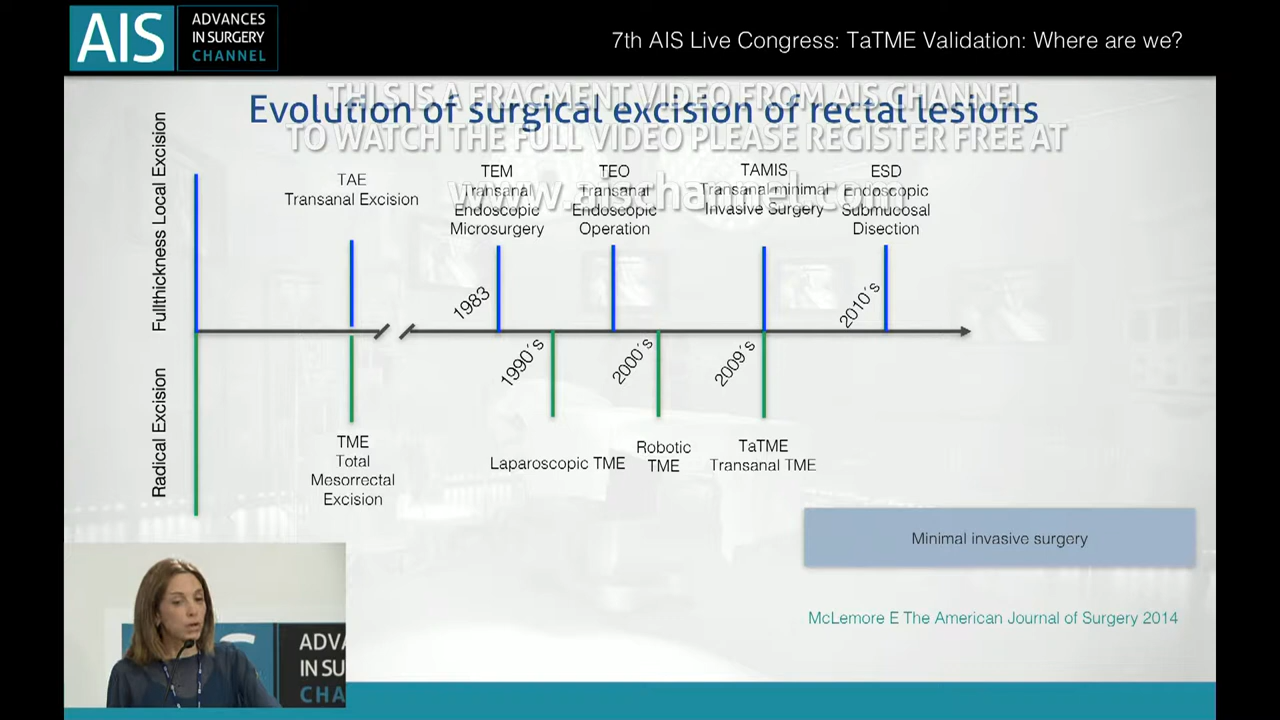 AIS
ADVANCES
IN SURGERY
CHANNEL
7th AIS Live Congress: TaTME Validation: Where are we?
THIS IS A FRAGMENT VIDEO FROM AIS CHANNEL
TO WATCH THE FULL VIDEO PLEASE REGISTER FREE AT
www.aischannel.com
Evolution of surgical excision of rectal lesions
Fullthickness Local Excision
Radical Excision
TAE
Transanal Excision
TEM
Transanal
Endoscopic
Microsurgery
TEO
Transanal
Endoscopic
Operation
TAMIS
Transanal minimal
Invasive Surgery
ESD
Endoscopic
Submucosal
Disection
1983
1990´s
2000´s
2009´s
2010´s
TME
Total
Mesorrectal
Excision
Laparoscopic TME
Robotic
TME
TaTME
Transanal TME
Minimal invasive surgery
McLemore E The American Journal of Surgery 2014
ADVA
IN SU
CHA